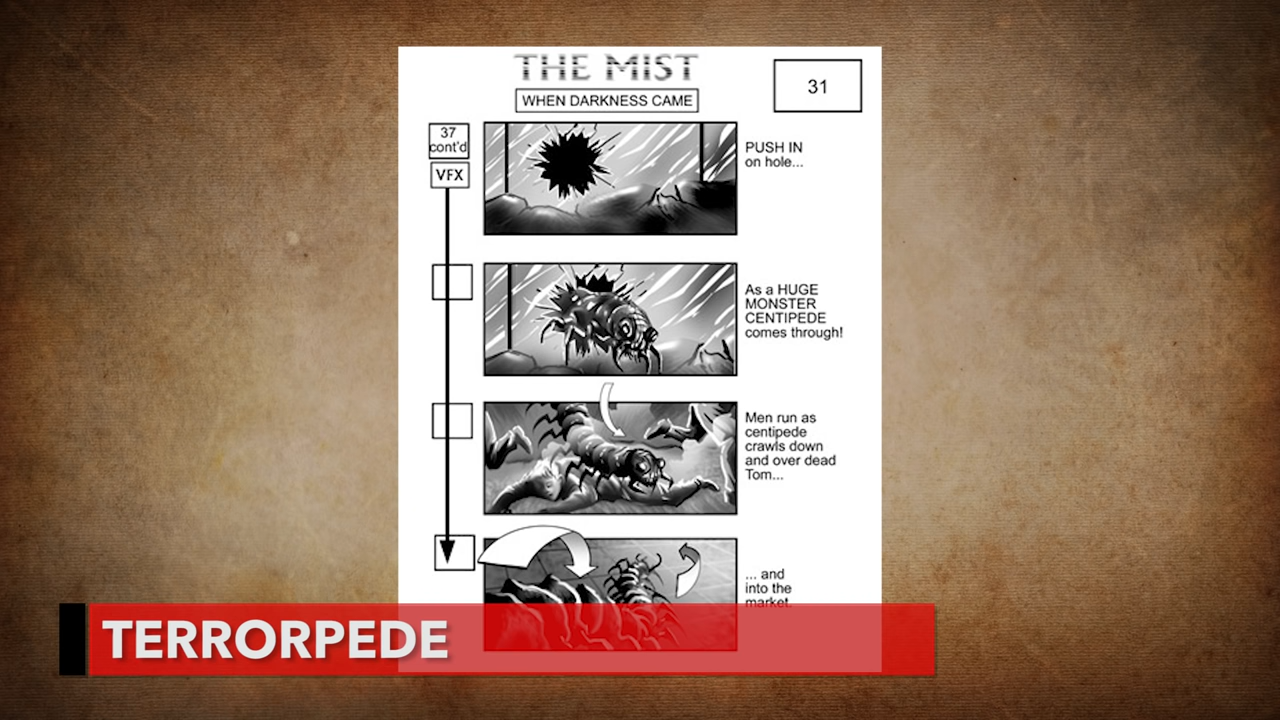 THE MIST
WHEN DARKNESS CAME
31
37
cont'd
VFX
PUSH IN
on hole...
As a HUGE
MONSTER
CENTIPEDE
comes through!
Men run as
centipede
crawls down
and over dead
Tom...
... and
into the
market.
TERRORPEDE